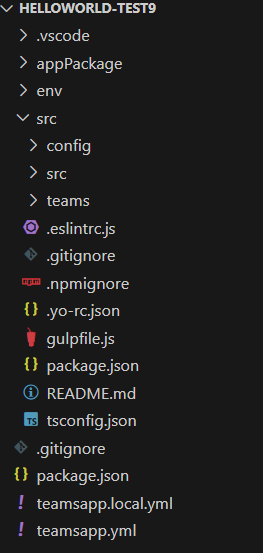 HELLOWORLD-TEST9
.vscode
appPackage
env
src
config
src
teams
.eslintrc.js
.gitignore
.npmignore
.yo-rc.json
gulpfile.js
package.json
README.md
tsconfig.json
.gitignore
package.json
teamsapp.local.yml
teamsapp.yml